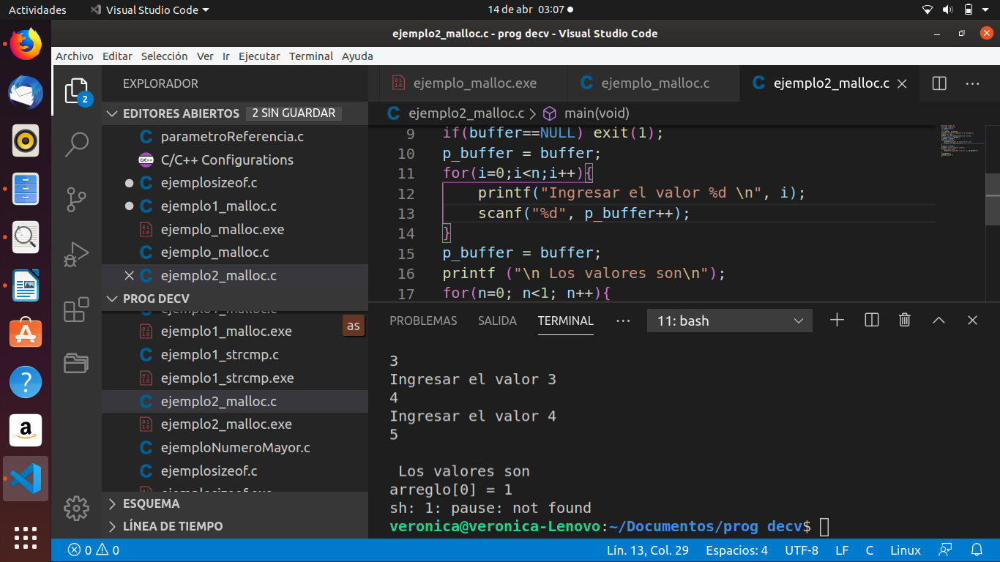 Actividades Visual Studio Code 14 de abr 03:07
ejemplo2_malloc.c - prog decv - Visual Studio Code
Archivo Editar Selección Ver Ir Ejecutar Terminal Ayuda
2
EXPLORADOR
EDITORES ABIERTOS 2 SIN GUARDAR
parametroReferencia.c
C/C++ C/C++ Configurations
ejemplosizeof.c
ejemplo1_malloc.c
ejemplo_malloc.exe
ejemplo_malloc.c
ejemplo2_malloc.c
PROG DECV
ejemplo1_malloc.c
ejemplo1_malloc.exe
ejemplo1_strcmp.c
ejemplo1_strcmp.exe
ejemplo2_malloc.c
ejemplo2_malloc.exe
ejemploNumeroMayor.c
ejemplosizeof.c
ejemplosizeof.exe
as
ESQUEMA
LÍNEA DE TIEMPO
ejemplo_malloc.exe ejemplo_malloc.c ejemplo2_malloc.c
ejemplo2_malloc.c > main(void)
9 if(buffer==NULL) exit(1);
10 p_buffer = buffer;
11 for(i=0;i<n;i++){
12 printf("Ingresar el valor %d \n", i);
13 scanf("%d", p_buffer++);
14 }
15 p_buffer = buffer;
16 printf ("\n Los valores son\n");
17 for(n=0; n<1; n++){
PROBLEMAS SALIDA TERMINAL ... 11: bash
3
Ingresar el valor 3
4
Ingresar el valor 4
5
Los valores son
arreglo[0] = 1
sh: 1: pause: not found
veronica@veronica-Lenovo:~/Documentos/prog decv$
0 0 Lín. 13, Col. 29 Espacios: 4 UTF-8 LF C Linux